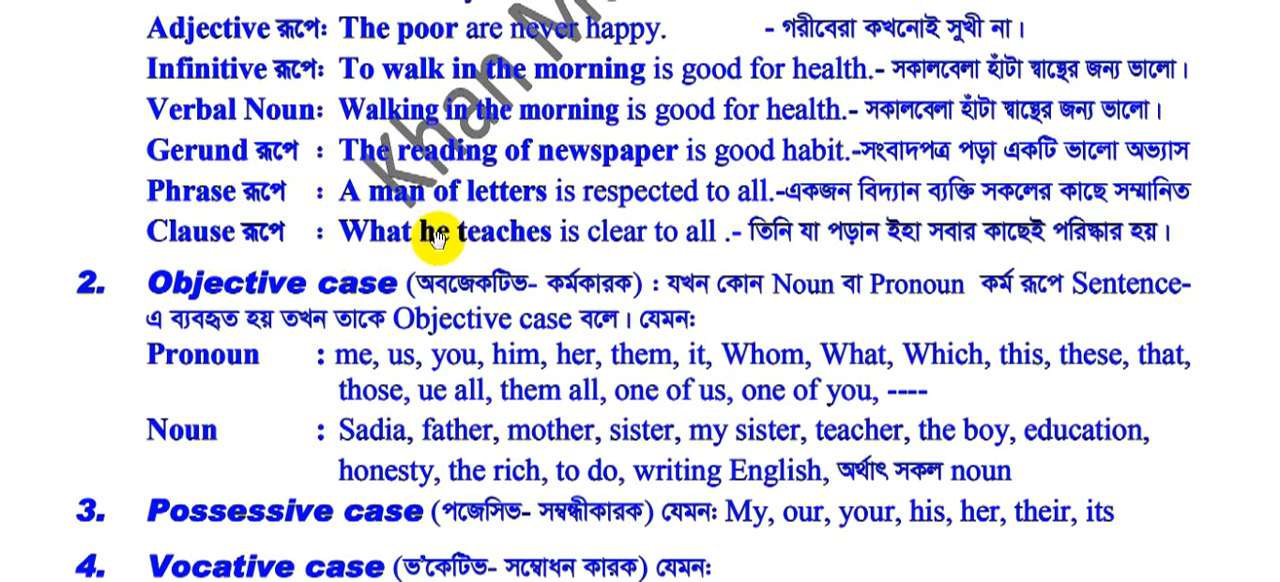 Adjective রূপে: The poor are never happy. - গরীবেরা কখনোই সুখী না।
Infinitive রূপে: To walk in the morning is good for health.- সকালবেলা হাঁটা স্বাস্থ্যের জন্য ভালো।
Verbal Noun: Walking in the morning is good for health.- সকালবেলা হাঁটা স্বাস্থ্যের জন্য ভালো।
Gerund রূপে : The reading of newspaper is good habit.-সংবাদপত্র পড়া একটি ভালো অভ্যাস
Phrase রূপে : A man of letters is respected to all.-একজন বিদ্যান ব্যক্তি সকলের কাছে সম্মানিত
Clause রূপে : What he teaches is clear to all .- তিনি যা পড়ান ইহা সবার কাছেই পরিষ্কার হয়।
2. Objective case (অবজেকটিভ- কর্মকারক) : যখন কোন Noun বা Pronoun কর্ম রূপে Sentence-
এ ব্যবহৃত হয় তখন তাকে Objective case বলে। যেমন:
Pronoun : me, us, you, him, her, them, it, Whom, What, Which, this, these, that,
those, ue all, them all, one of us, one of you, ----
Noun : Sadia, father, mother, sister, my sister, teacher, the boy, education,
honesty, the rich, to do, writing English, অর্থাৎ সকল noun
3. Possessive case (পজেসিভ- সম্বন্ধীকারক) যেমন: My, our, your, his, her, their, its
4. Vocative case (ভ'কেটিভ- সম্বোধন কারক) যেমন:
Khan